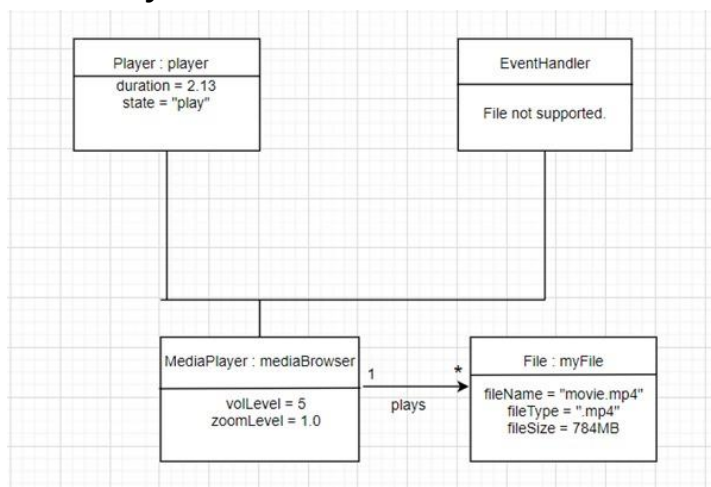 Player : player
duration = 2.13
state = "play"
EventHandler
File not supported.
MediaPlayer : mediaBrowser
volLevel = 5
zoomLevel = 1.0
1
*
plays
File : myFile
fileName = "movie.mp4"
fileType = ".mp4"
fileSize = 784MB